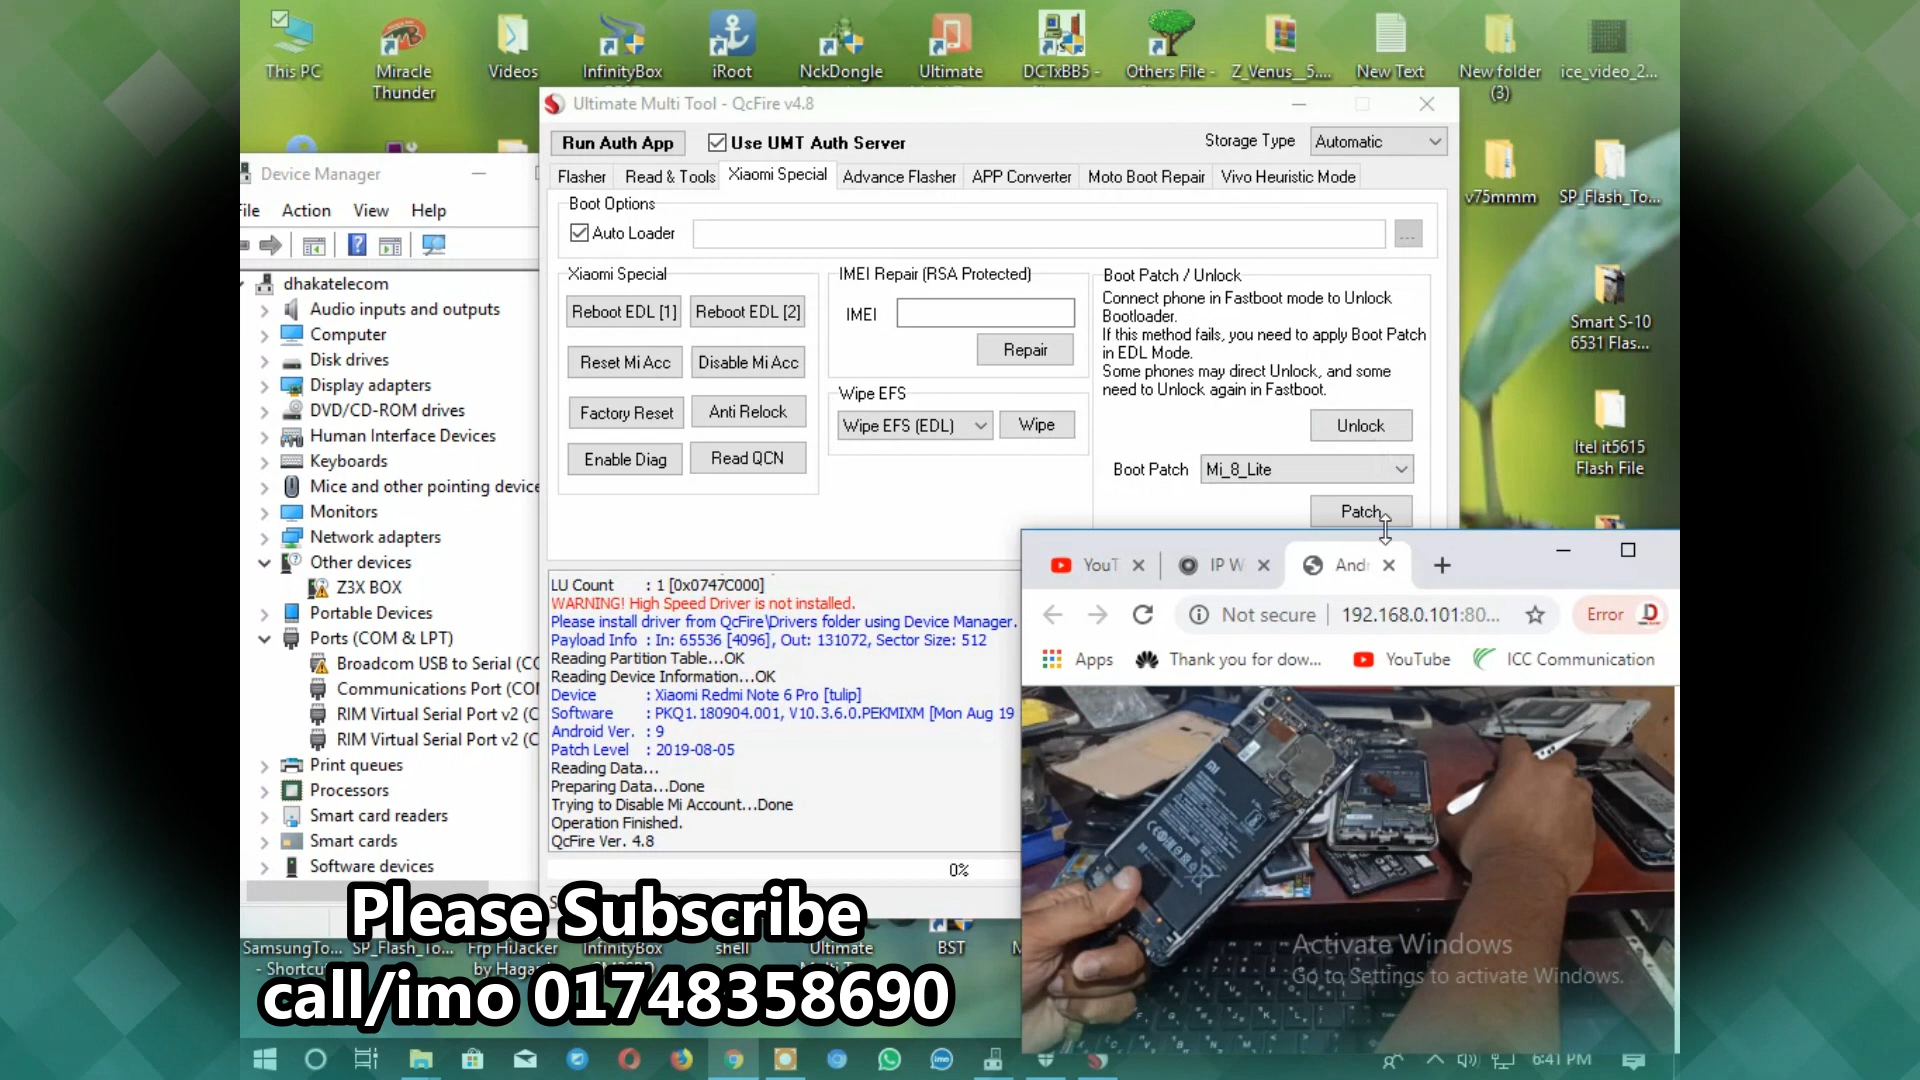 This PC
Miracle Thunder
Videos
InfinityBox
iRoot
NckDongle
Ultimate
DCTxBB5 -
Others File -
Z_Venus__5....
New Text
New folder (3)
ice_video_2...
v75mmm
SP_Flash_To...
Smart S-10 6531 Flas...
Itel it5615 Flash File
Ultimate Multi Tool - QcFire v4.8
Run Auth App
Use UMT Auth Server
Storage Type
Automatic
Flasher
Read & Tools
Xiaomi Special
Advance Flasher
APP Converter
Moto Boot Repair
Vivo Heuristic Mode
Boot Options
Auto Loader
...
Xiaomi Special
Reboot EDL [1]
Reboot EDL [2]
Reset Mi Acc
Disable Mi Acc
Factory Reset
Anti Relock
Enable Diag
Read QCN
IMEI Repair (RSA Protected)
IMEI
Repair
Wipe EFS
Wipe EFS (EDL)
Wipe
Boot Patch / Unlock
Connect phone in Fastboot mode to Unlock
Bootloader.
If this method fails, you need to apply Boot Patch
in EDL Mode.
Some phones may direct Unlock, and some
need to Unlock again in Fastboot.
Unlock
Boot Patch
Mi_8_Lite
Patch
LU Count : 1 [0x0747C000]
WARNING! High Speed Driver is not installed.
Please install driver from QcFire\Drivers folder using Device Manager.
Payload Info : In: 65536 [4096], Out: 131072, Sector Size: 512
Reading Partition Table...OK
Reading Device Information...OK
Device : Xiaomi Redmi Note 6 Pro [tulip]
Software : PKQ1.180904.001, V10.3.6.0.PEKMIXM [Mon Aug 19
Android Ver. : 9
Patch Level : 2019-08-05
Reading Data...
Preparing Data...Done
Trying to Disable Mi Account...Done
Operation Finished.
QcFire Ver. 4.8
0%
Device Manager
File Action View Help
dhakatelecom
Audio inputs and outputs
Computer
Disk drives
Display adapters
DVD/CD-ROM drives
Human Interface Devices
Keyboards
Mice and other pointing device
Monitors
Network adapters
Other devices
Z3X BOX
Portable Devices
Ports (COM & LPT)
Broadcom USB to Serial (CO
Communications Port (CO
RIM Virtual Serial Port v2 (C
RIM Virtual Serial Port v2 (C
Print queues
Processors
Smart card readers
Smart cards
Software devices
YouT
IP W
Andr
Not secure
192.168.0.101:80...
Error
Apps
Thank you for dow...
YouTube
ICC Communication
Activate Windows
Go to Settings to activate Windows.
SamsungTo... - Shortcut
SP_Flash_To...
Frp HiJacker by Hagar
InfinityBox
shell
Ultimate
BST
Please Subscribe
call/imo 01748358690
imo
6:41 PM